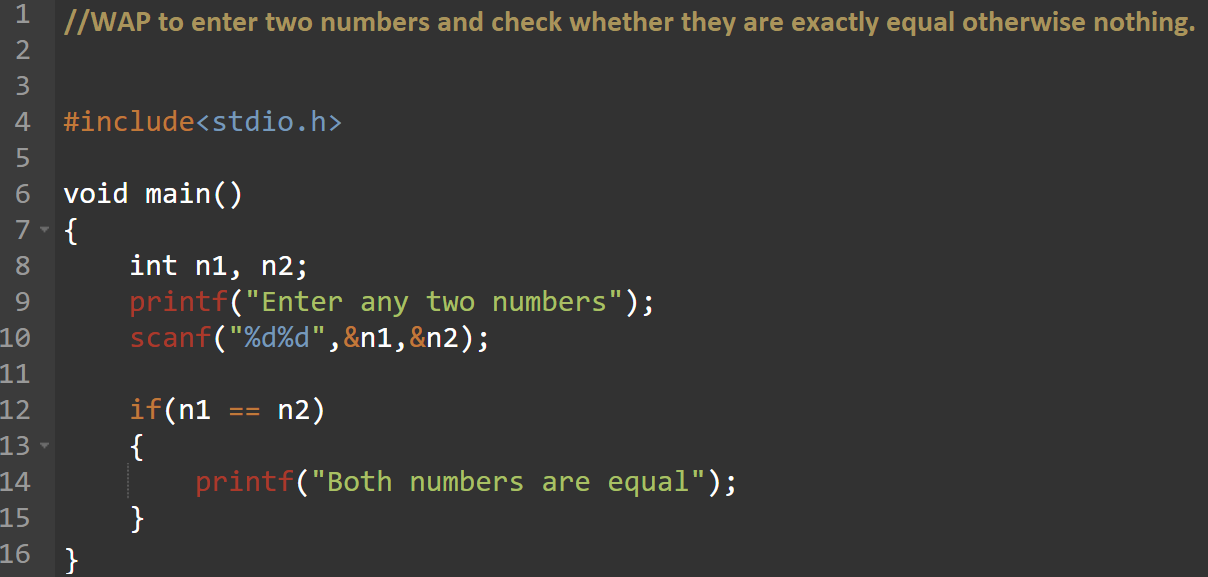 1 //WAP to enter two numbers and check whether they are exactly equal otherwise nothing.
2
3
4 #include<stdio.h>
5
6 void main()
7 {
8     int n1, n2;
9     printf("Enter any two numbers");
10     scanf("%d%d",&n1,&n2);
11
12     if(n1 == n2)
13     {
14         printf("Both numbers are equal");
15     }
16 }